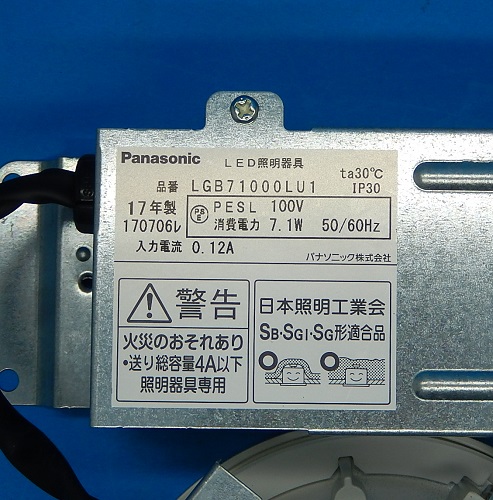 Panasonic LED照明器具
ta30℃
品番 LGB71000LU1 IP30
17年製 PSE PESL 100V
170706レ 消費電力 7.1W 50/60Hz
入力電流 0.12A
パナソニック株式会社
警告
火災のおそれあり
・送り総容量4A以下
照明器具専用
日本照明工業会
SB・SGI・SG形適合品